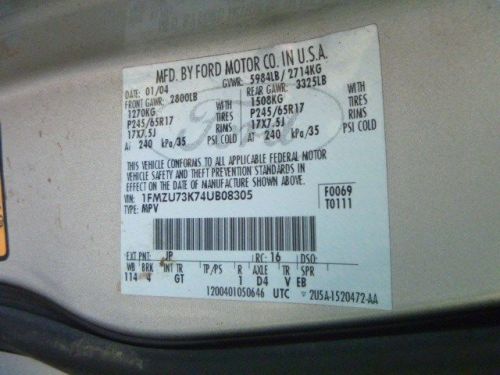 MFD. BY FORD MOTOR CO. IN U.S.A.
DATE: 01/04 GVWR: 5984LB/2714KG
FRONT GAWR: 2800LB REAR GAWR: 3325LB
1270KG WITH 1508KG WITH
P245/65R17 TIRES P245/65R17 TIRES
17X7.5J RIMS 17X7.5J RIMS
AT 240 kPa/35 AT 240 kPa/35
Ford
THIS VEHICLE CONFORMS TO ALL APPLICABLE FEDERAL MOTOR
VEHICLE SAFETY AND THEFT PREVENTION STANDARDS IN
EFFECT ON THE DATE OF MANUFACTURE SHOWN ABOVE.
VIN: 1FMZU73K74UB08305 F0069
TYPE: MPV T0111
EXT PNT: JP RC: 16 DSO:
WB BRK INT TR TP/PS R AXLE TR SPR
114 4 GT 1 D4 V EB
1200401050646 UTC 2U5A-1520472-AA